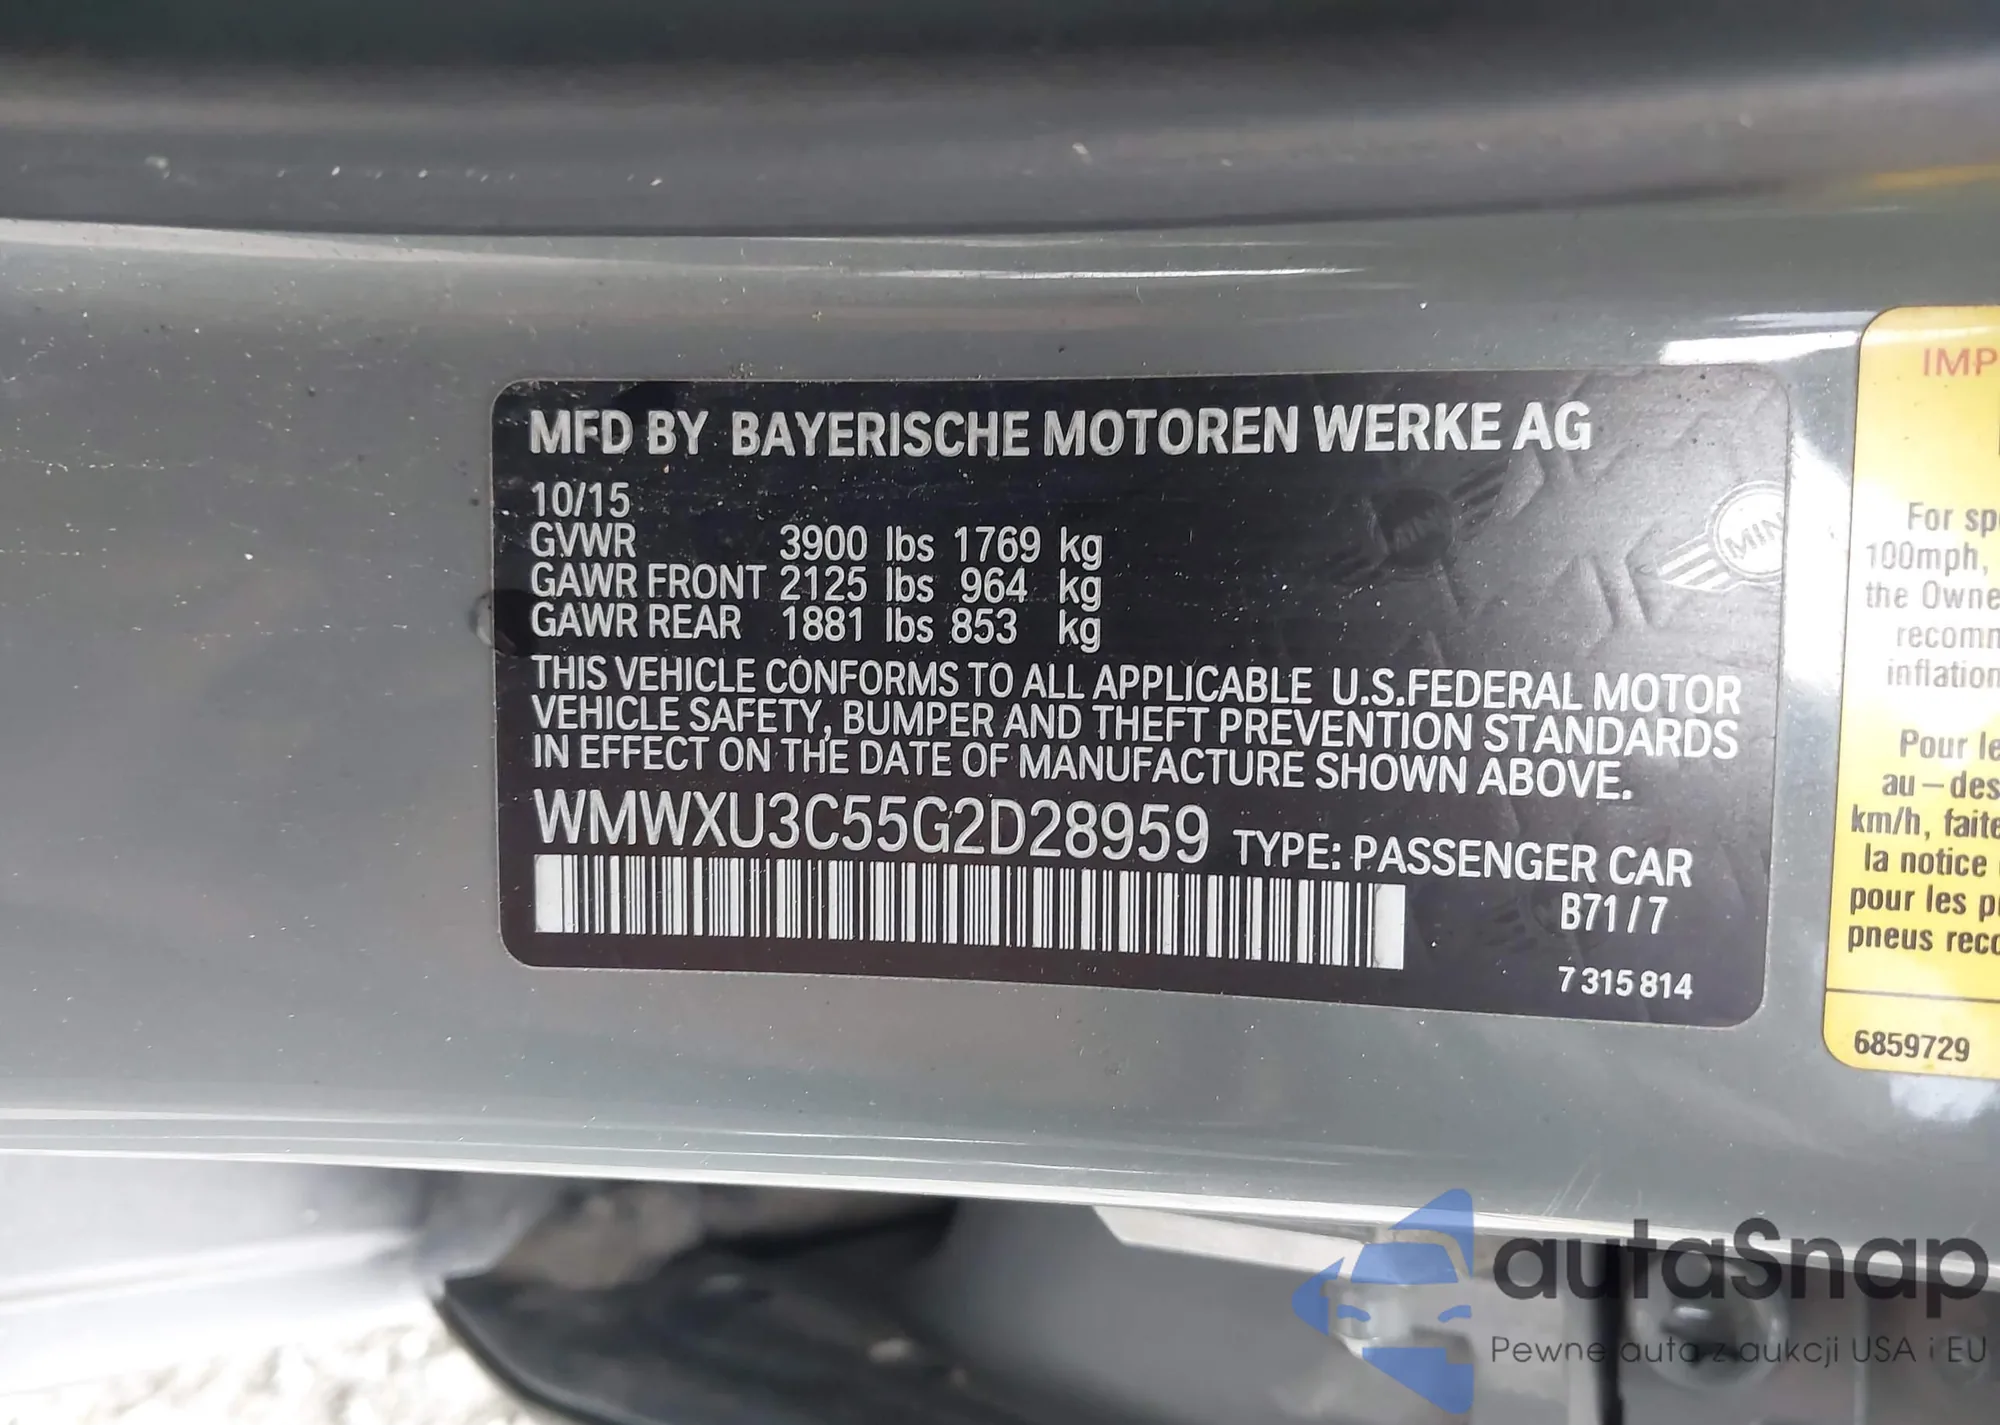 MFD BY BAYERISCHE MOTOREN WERKE AG
10/15
GVWR 3900 lbs 1769 kg
GAWR FRONT 2125 lbs 964 kg
GAWR REAR 1881 lbs 853 kg
THIS VEHICLE CONFORMS TO ALL APPLICABLE U.S.FEDERAL MOTOR
VEHICLE SAFETY, BUMPER AND THEFT PREVENTION STANDARDS
IN EFFECT ON THE DATE OF MANUFACTURE SHOWN ABOVE.
WMWXU3C55G2D28959 TYPE: PASSENGER CAR
B71/7
7 315 814
MINI
MIN
IMP
For sp
100mph,
the Owne
recomm
inflation
Pour le
au-des
km/h, faite
la notice
pour les p
pneus reco
6859729
autaSnap
Pewne auta z aukcji USA i EU